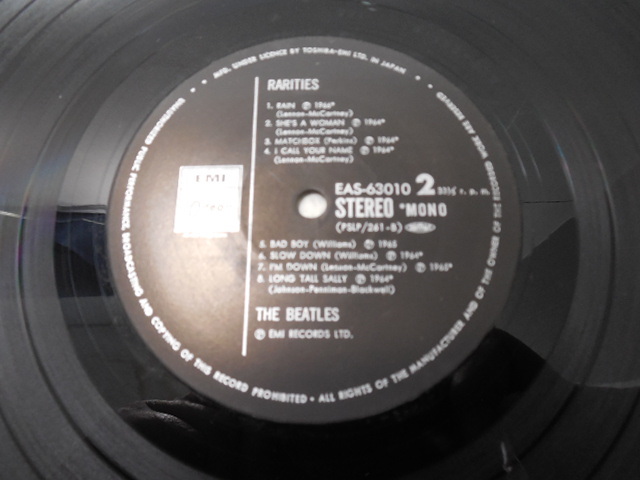 • • MFD. UNDER LICENCE BY TOSHIBA-EMI LTD. IN JAPAN • •
RARITIES
1. RAIN Ⓟ 1966*
(Lennon-McCartney)
2. SHE'S A WOMAN Ⓟ 1964*
(Lennon-McCartney)
3. MATCHBOX (Perkins) Ⓟ 1964*
4. I CALL YOUR NAME Ⓟ 1964*
(Lennon-McCartney)
EMI
EAS-63010 2 33⅓ r. p. m.
STEREO *MONO
(PSLP/261-B)
5. BAD BOY (Williams) Ⓟ 1965
6. SLOW DOWN (Williams) Ⓟ 1964*
7. I'M DOWN (Lennon-McCartney) Ⓟ 1965*
8. LONG TALL SALLY Ⓟ 1964*
(Johnson-Penniman-Blackwell)
THE BEATLES
Ⓟ EMI RECORDS LTD.
UNAUTHORIZED PUBLIC PERFORMANCE, BROADCASTING AND COPYING OF THIS RECORD PROHIBITED • ALL RIGHTS OF THE MANUFACTURER AND OF THE OWNER OF THE RECORDED WORK ARE RESERVED